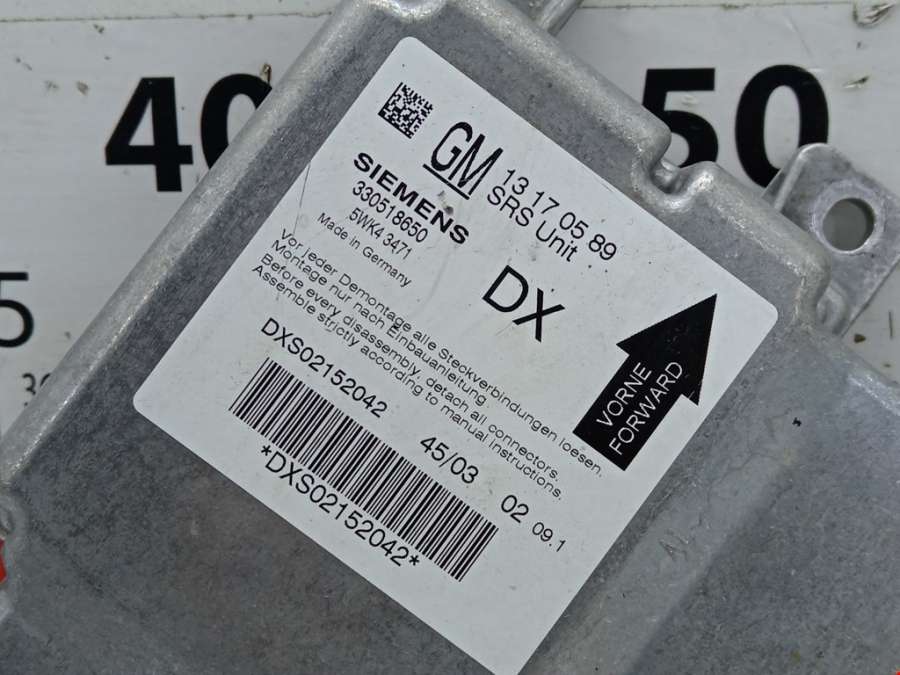 40
50
5
GM
13 17 05 89
SRS Unit
SIEMENS
330518650
5WK4 3471
Made in Germany
DX
Vor jeder Demontage alle Steckverbindungen loesen.
Montage nur nach Einbauanleitung
Before every disassembly, detach all connectors.
Assemble strictly according to manual instructions.
VORNE
FORWARD
DXS02152042
45/03
02
09.1
*DXS02152042*